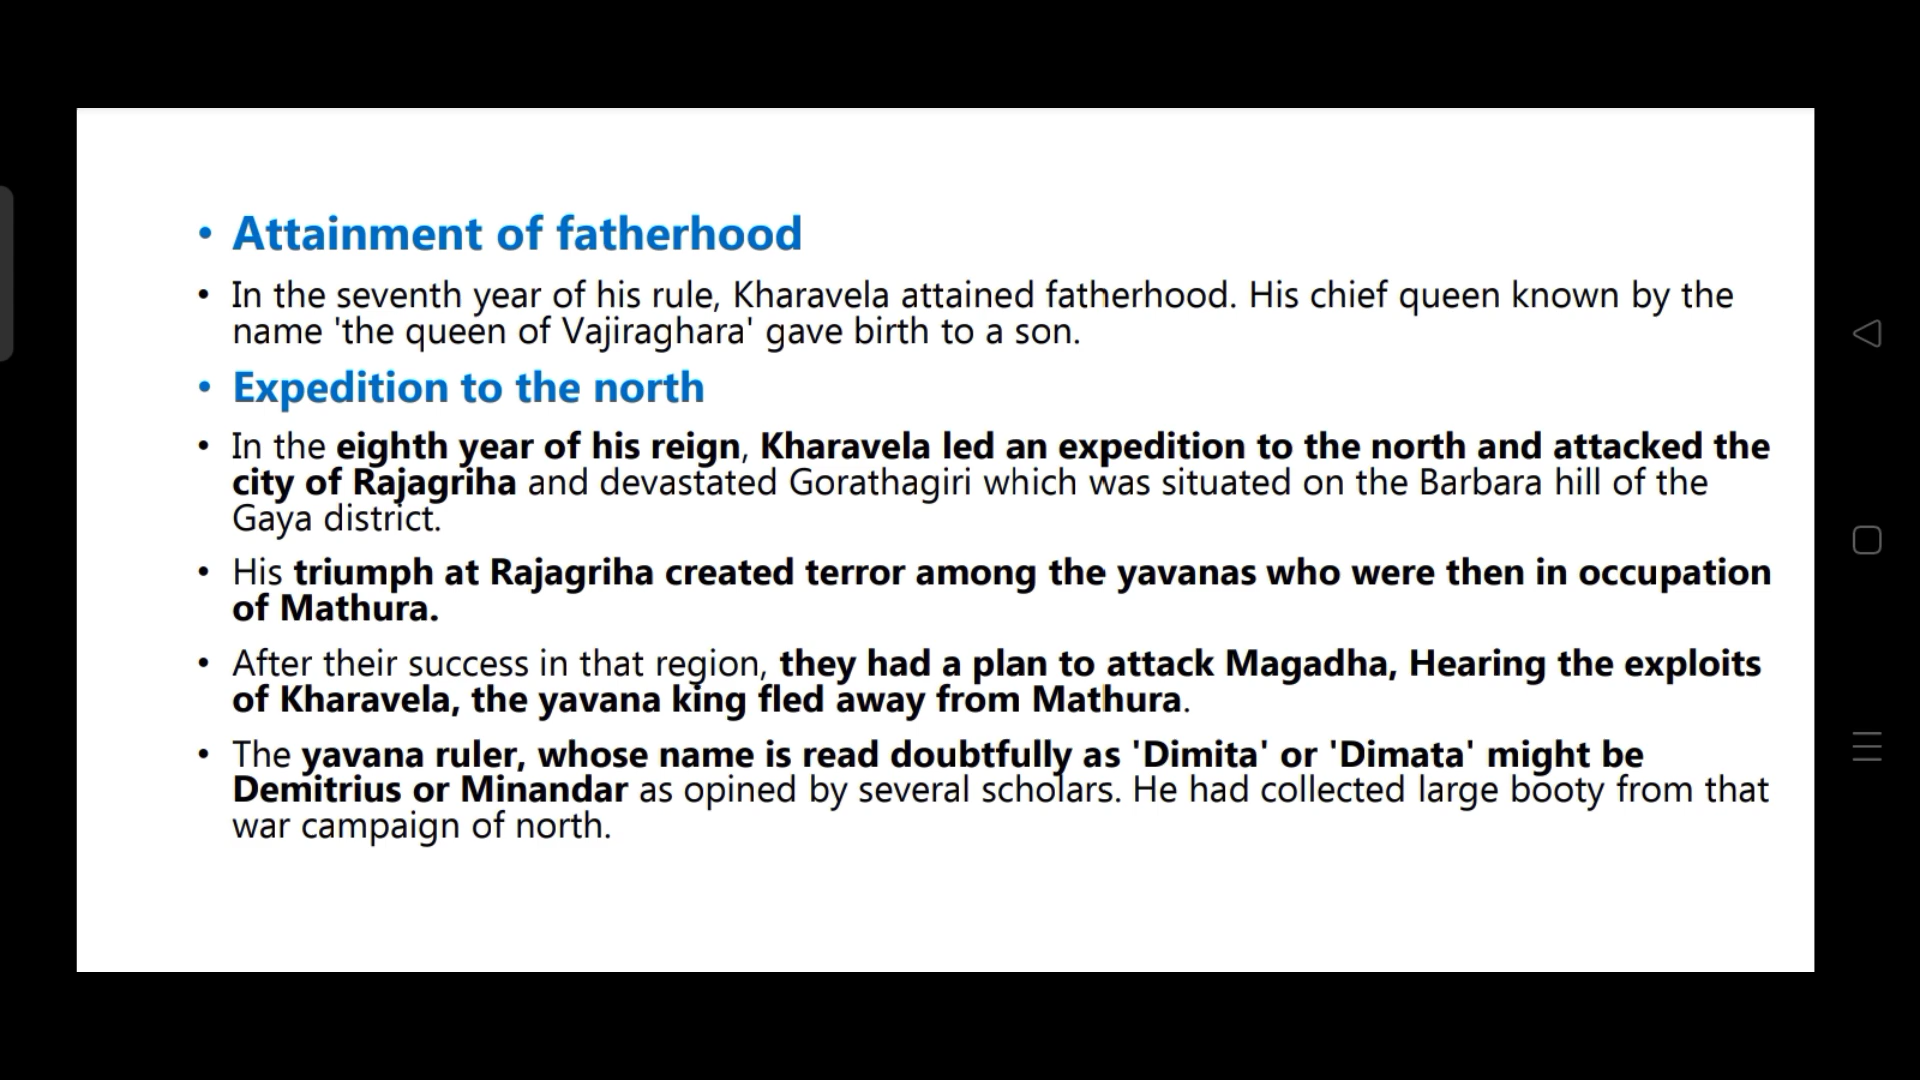 • Attainment of fatherhood
• In the seventh year of his rule, Kharavela attained fatherhood. His chief queen known by the
name 'the queen of Vajiraghara' gave birth to a son.
• Expedition to the north
• In the eighth year of his reign, Kharavela led an expedition to the north and attacked the
city of Rajagriha and devastated Gorathagiri which was situated on the Barbara hill of the
Gaya district.
• His triumph at Rajagriha created terror among the yavanas who were then in occupation
of Mathura.
• After their success in that region, they had a plan to attack Magadha, Hearing the exploits
of Kharavela, the yavana king fled away from Mathura.
• The yavana ruler, whose name is read doubtfully as 'Dimita' or 'Dimata' might be
Demitrius or Minandar as opined by several scholars. He had collected large booty from that
war campaign of north.